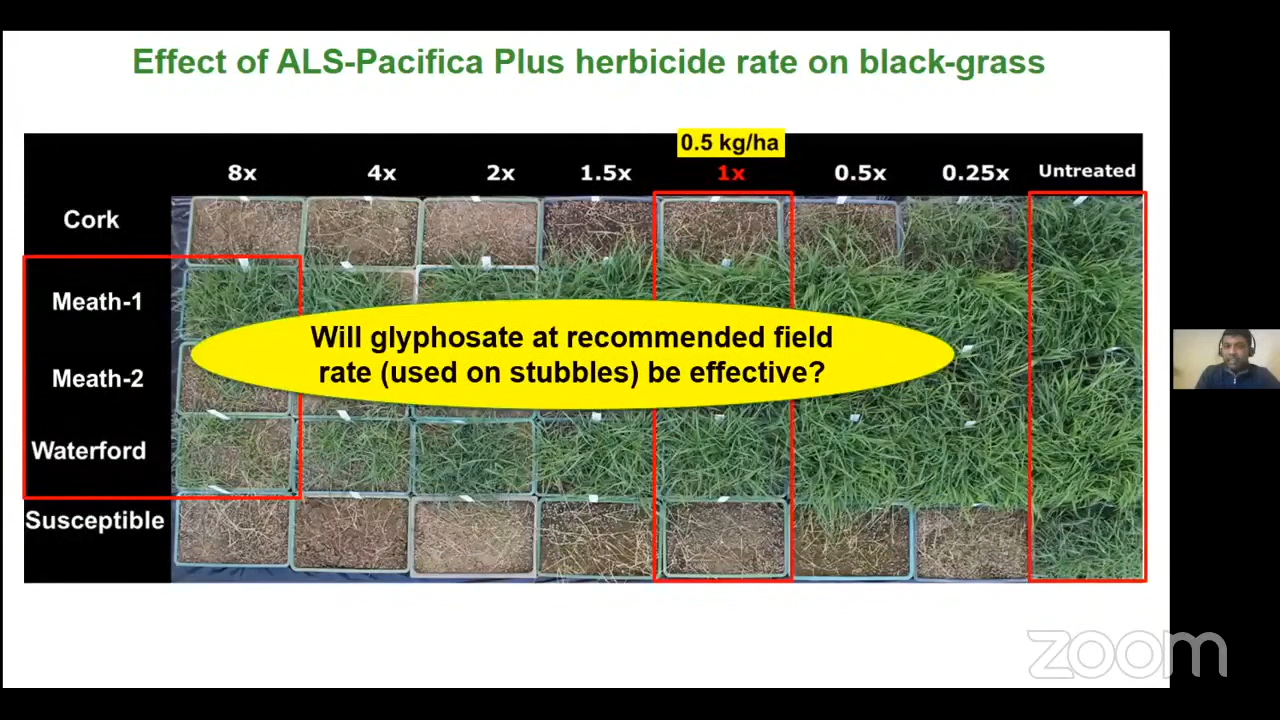 Effect of ALS-Pacifica Plus herbicide rate on black-grass
0.5 kg/ha
8x 4x 2x 1.5x 1x 0.5x 0.25x Untreated
Cork
Meath-1
Will glyphosate at recommended field
rate (used on stubbles) be effective?
Meath-2
Waterford
Susceptible
zoom